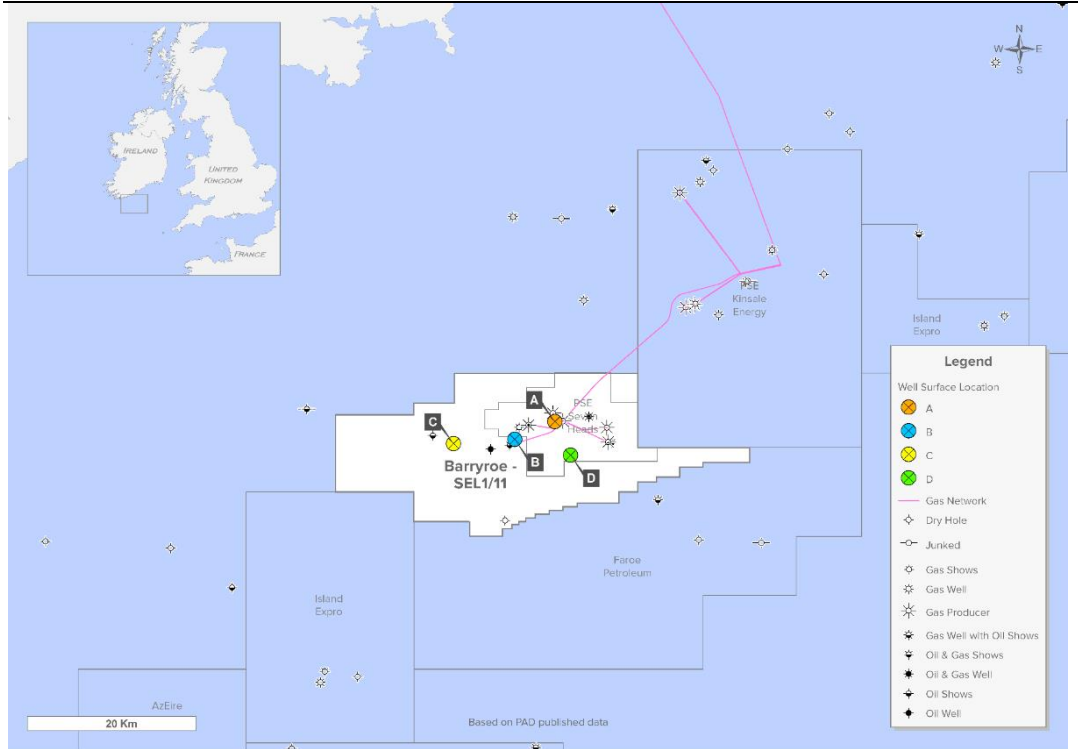 IRELAND
UNITED
KINGDOM
FRANCE
N
W
E
S
PSE
Kinsale
Energy
Island
Expro
A
PSE
Seven
Heads
C
B
D
Barryroe -
SEL1/11
Faroe
Petroleum
Island
Expro
AzEire
20 Km
Based on PAD published data
Legend
Well Surface Location
A
B
C
D
Gas Network
Dry Hole
Junked
Gas Shows
Gas Well
Gas Producer
Gas Well with Oil Shows
Oil & Gas Shows
Oil & Gas Well
Oil Shows
Oil Well